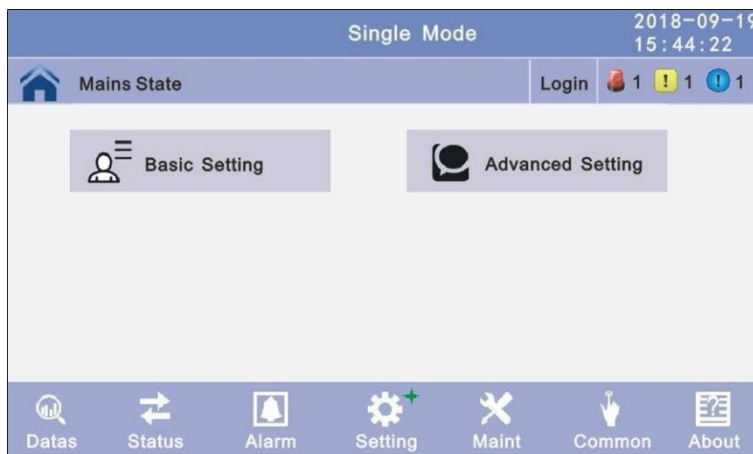 Single Mode
2018-09-19
15:44:22
Mains State
Login
1
1
1
Basic Setting
Advanced Setting
Datas
Status
Alarm
Setting
Maint
Common
About